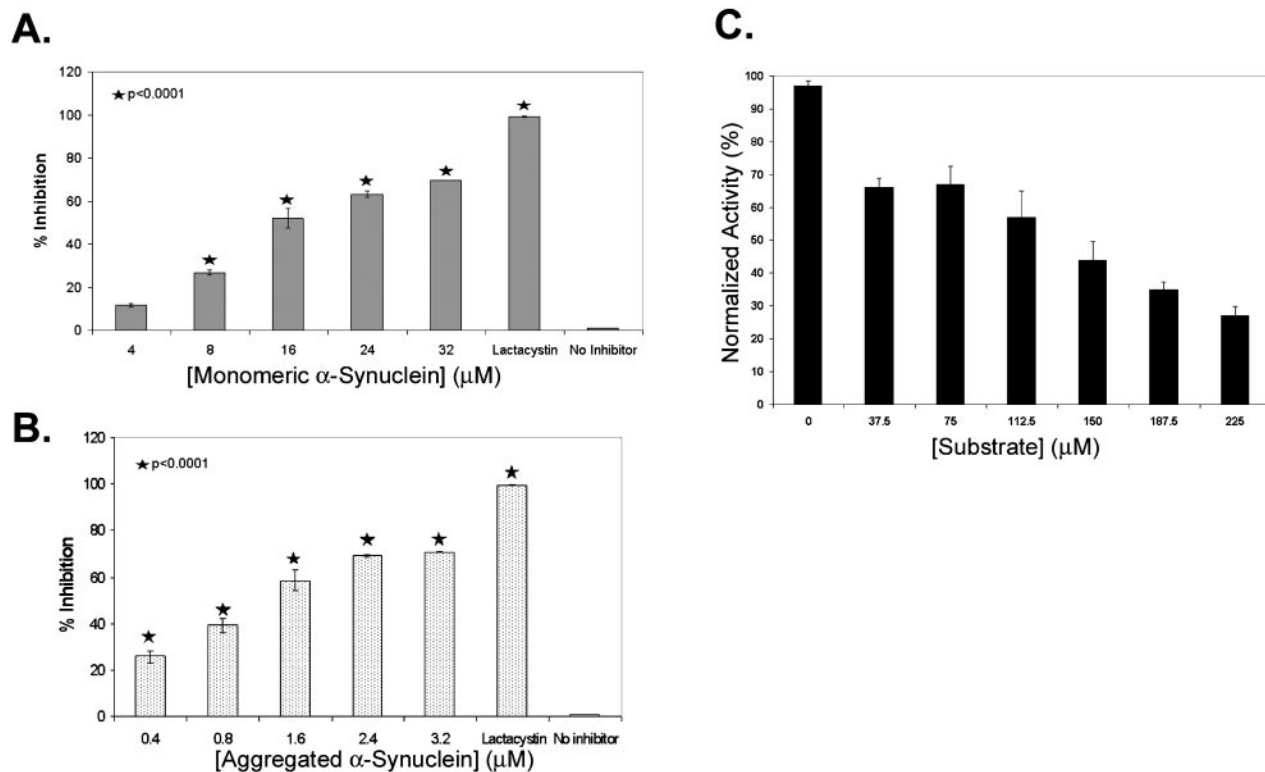 A.
120
100
80
60
40
20
0
% Inhibition
★ p<0.0001
4 8 16 24 32 Lactacystin No Inhibitor
[Monomeric α-Synuclein] (μM)
B.
120
100
80
60
40
20
0
% Inhibition
★ p<0.0001
0.4 0.8 1.6 2.4 3.2 Lactacystin No inhibitor
[Aggregated α-Synuclein] (μM)
C.
100
90
80
70
60
50
40
30
20
10
0
Normalized Activity (%)
0 37.5 75 112.5 150 187.5 225
[Substrate] (μM)